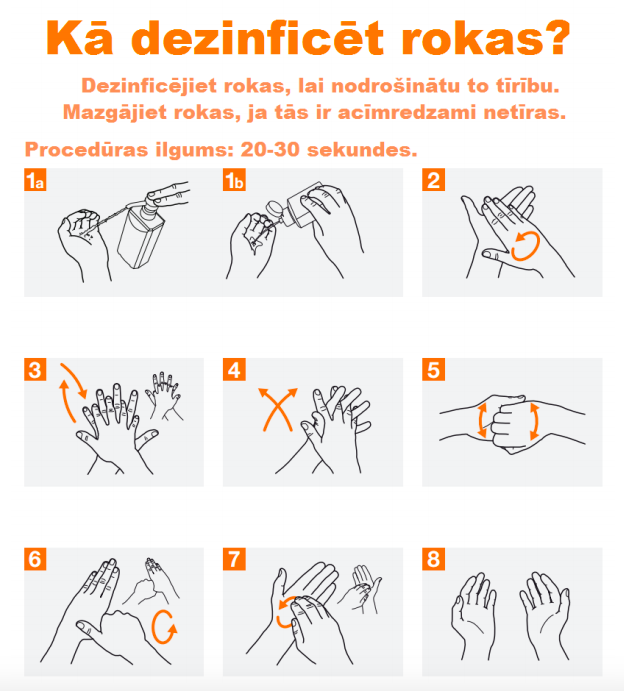 Kā dezinficēt rokas?
Dezinficējiet rokas, lai nodrošinātu to tīrību.
Mazgājiet rokas, ja tās ir acīmredzami netīras.
Procedūras ilgums: 20-30 sekundes.
1a
1b
2
3
4
5
6
7
8